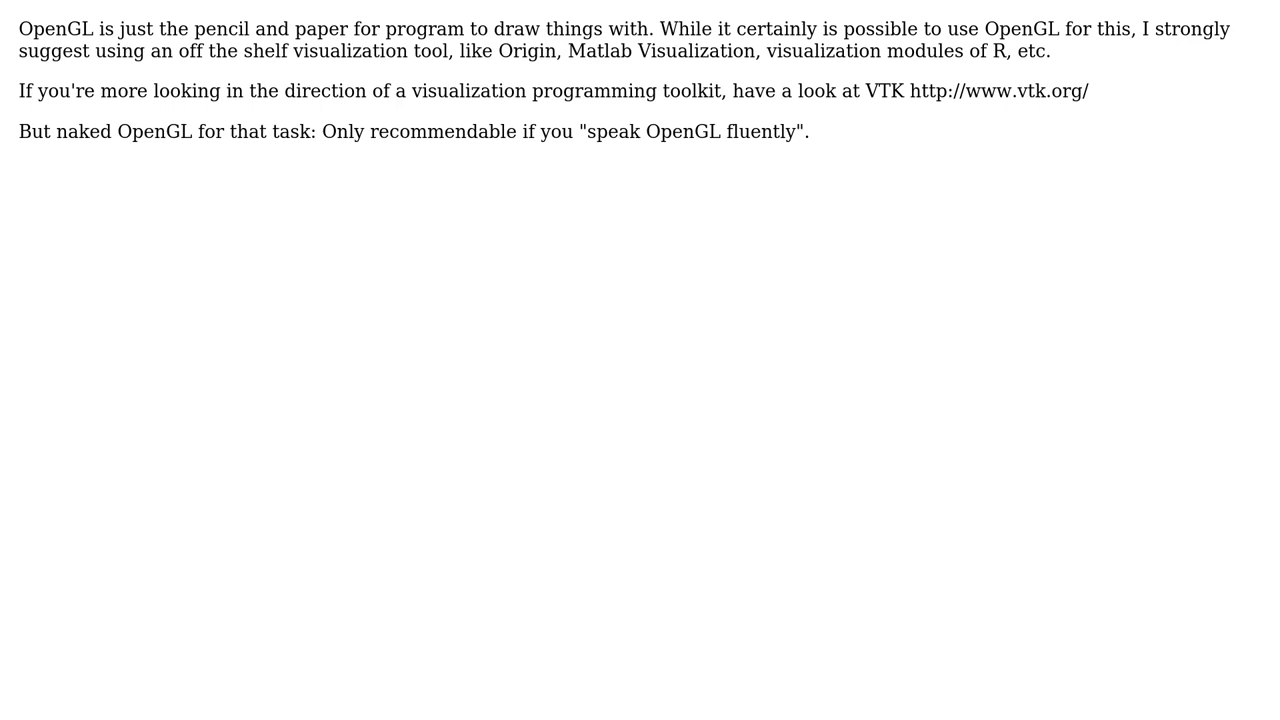 OpenGL is just the pencil and paper for program to draw things with. While it certainly is possible to use OpenGL for this, I strongly
suggest using an off the shelf visualization tool, like Origin, Matlab Visualization, visualization modules of R, etc.
If you're more looking in the direction of a visualization programming toolkit, have a look at VTK http://www.vtk.org/
But naked OpenGL for that task: Only recommendable if you "speak OpenGL fluently".